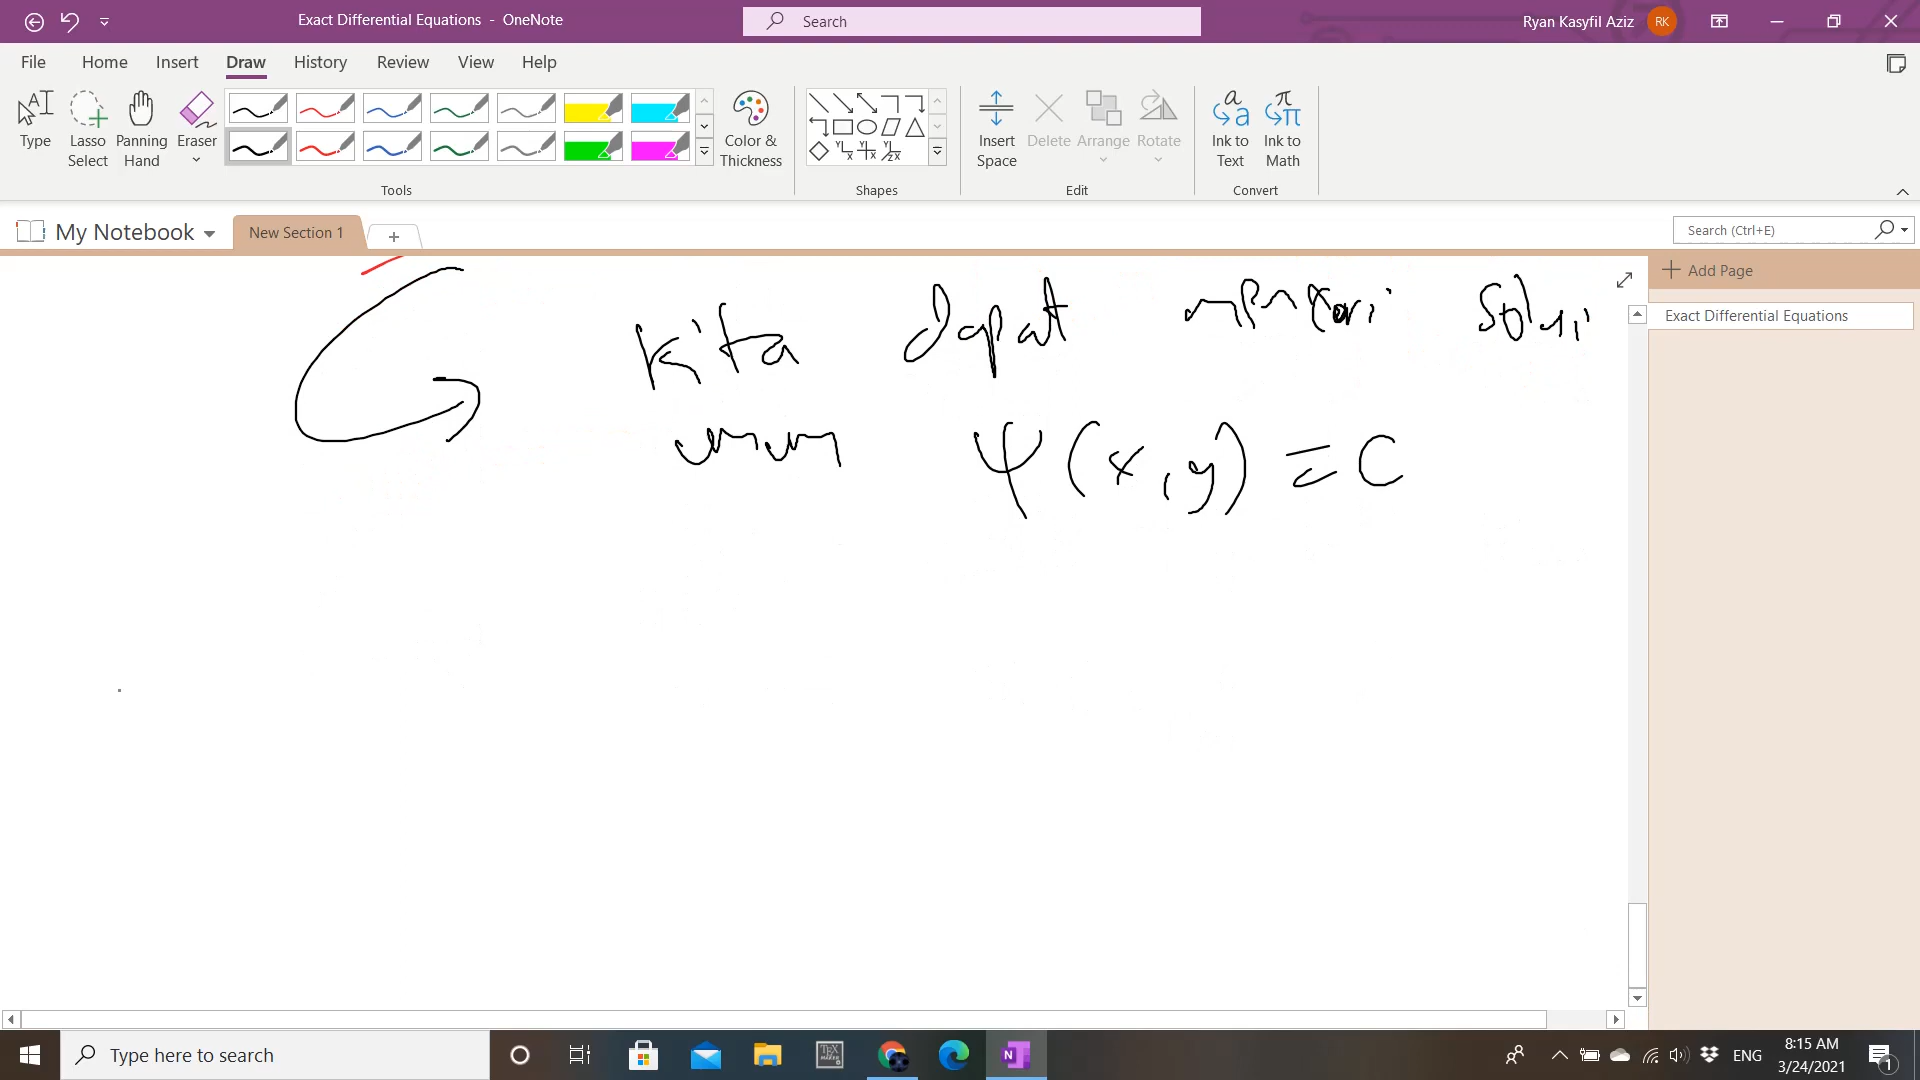 Exact Differential Equations - OneNote
Search
Ryan Kasyfil Aziz
RK
File Home Insert Draw History Review View Help
Type
Lasso Select
Panning Hand
Eraser
Color & Thickness
Insert Space
Delete
Arrange
Rotate
Ink to Text
Ink to Math
Tools
Shapes
Edit
Convert
My Notebook
New Section 1
Search (Ctrl+E)
Add Page
Exact Differential Equations
kita dapat mencari solusi
umum ψ(x,y) = C
Type here to search
ENG
8:15 AM
3/24/2021
1